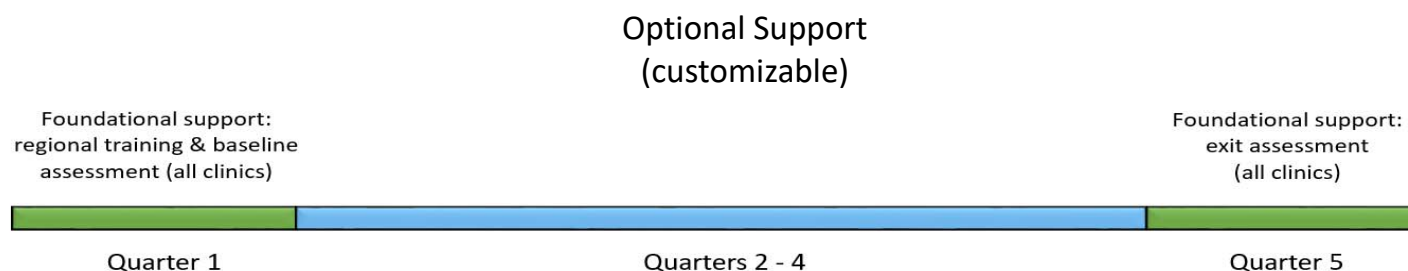 Optional Support
(customizable)
Foundational support:
regional training & baseline
assessment (all clinics)
Foundational support:
exit assessment
(all clinics)
Quarter 1
Quarters 2 - 4
Quarter 5